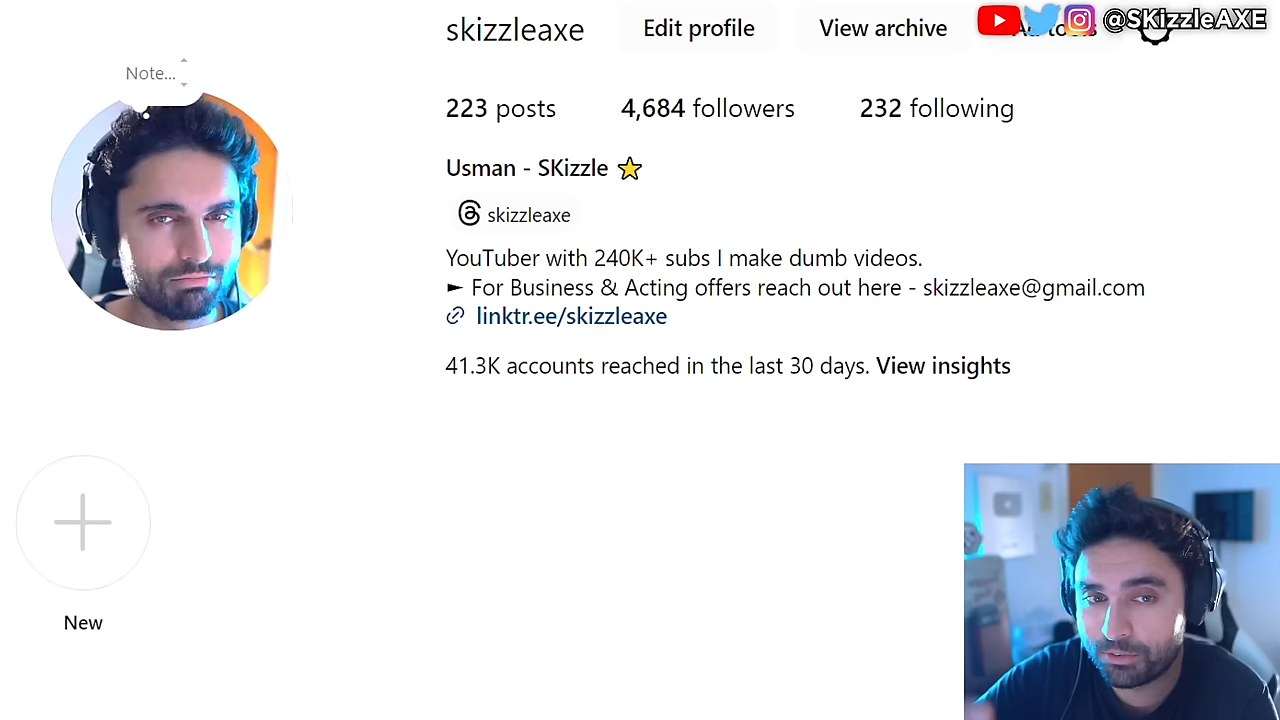 skizzleaxe Edit profile View archive
@SKizzleAXE
Note...
223 posts 4,684 followers 232 following
Usman - SKizzle
skizzleaxe
YouTuber with 240K+ subs I make dumb videos.
► For Business & Acting offers reach out here - skizzleaxe@gmail.com
linktr.ee/skizzleaxe
41.3K accounts reached in the last 30 days. View insights
New